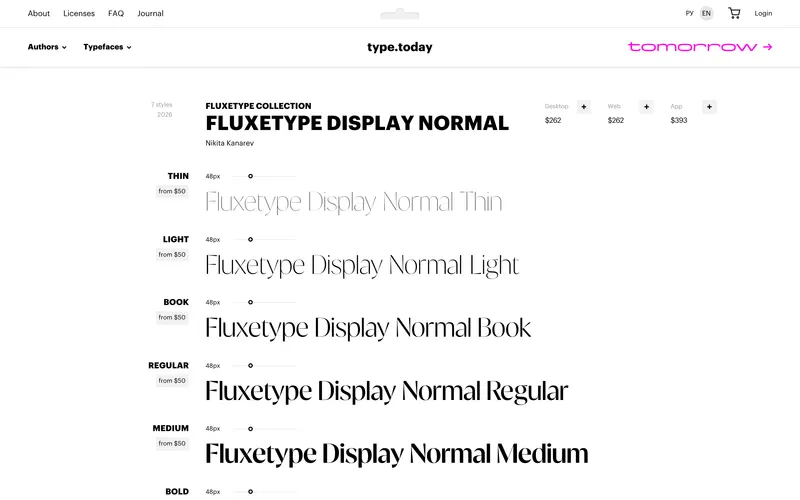 About Licenses FAQ Journal
РУ EN Login
Authors Typefaces type.today tomorrow →
7 styles
2026
FLUXETYPE COLLECTION
FLUXETYPE DISPLAY NORMAL
Nikita Kanarev
Desktop + Web + App +
$262 $262 $393
THIN
from $50
48px
Fluxetype Display Normal Thin
LIGHT
from $50
48px
Fluxetype Display Normal Light
BOOK
from $50
48px
Fluxetype Display Normal Book
REGULAR
from $50
48px
Fluxetype Display Normal Regular
MEDIUM
from $50
48px
Fluxetype Display Normal Medium
BOLD
48px